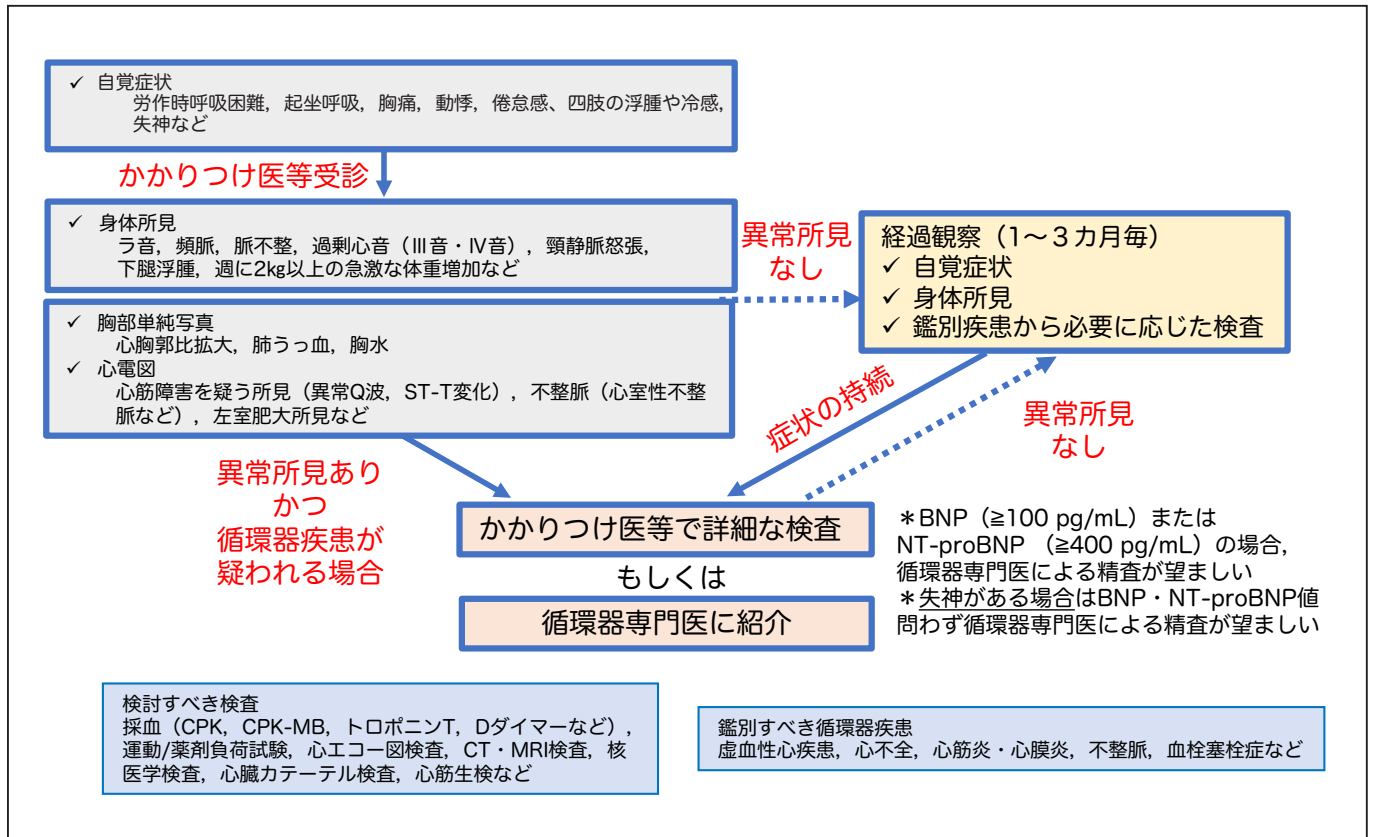 ✓ 自覚症状
労作時呼吸困難，起坐呼吸，胸痛，動悸，倦怠感、四肢の浮腫や冷感，
失神など
かかりつけ医等受診
✓ 身体所見
ラ音，頻脈，脈不整，過剰心音（Ⅲ音・Ⅳ音），頸静脈怒張，
下腿浮腫，週に2kg以上の急激な体重増加など
✓ 胸部単純写真
心胸郭比拡大，肺うっ血，胸水
✓ 心電図
心筋障害を疑う所見（異常Q波，ST-T変化），不整脈（心室性不整
脈など），左室肥大所見など
異常所見
なし
経過観察（1〜３カ月毎）
✓ 自覚症状
✓ 身体所見
✓ 鑑別疾患から必要に応じた検査
異常所見あり
かつ
循環器疾患が
疑われる場合
症状の持続
異常所見
なし
かかりつけ医等で詳細な検査
もしくは
循環器専門医に紹介
＊BNP（≧100 pg/mL）または
NT-proBNP （≧400 pg/mL）の場合，
循環器専門医による精査が望ましい
＊失神がある場合はBNP・NT-proBNP値
問わず循環器専門医による精査が望ましい
検討すべき検査
採血（CPK，CPK-MB，トロポニンT，Dダイマーなど），
運動/薬剤負荷試験，心エコー図検査，CT・MRI検査，核
医学検査，心臓カテーテル検査，心筋生検など
鑑別すべき循環器疾患
虚血性心疾患，心不全，心筋炎・心膜炎，不整脈，血栓塞栓症など